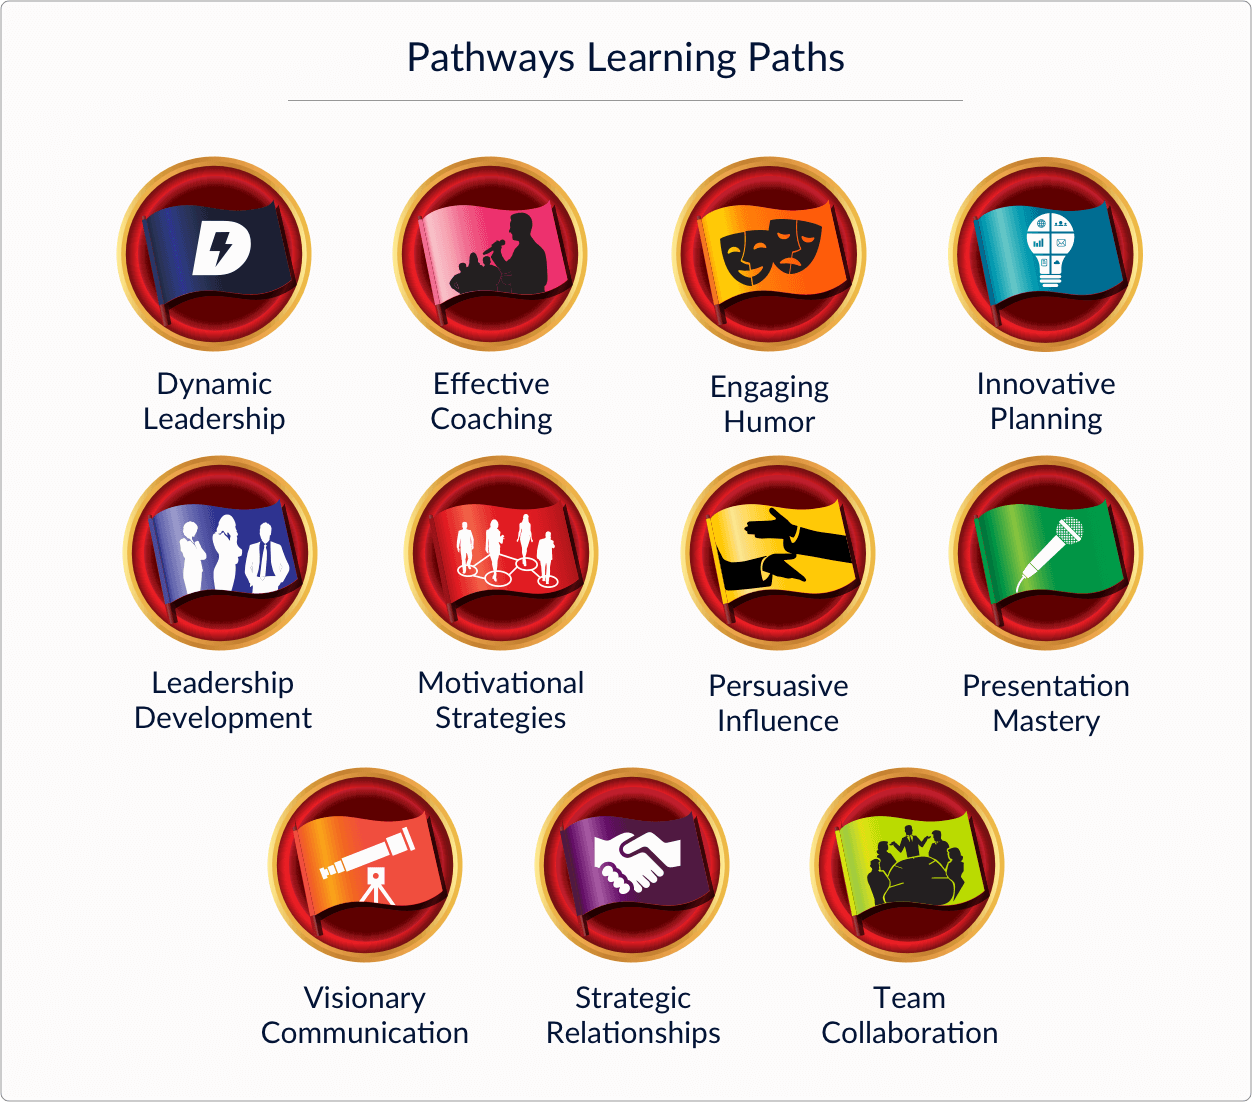 Pathways Learning Paths
D
Dynamic
Leadership
Effective
Coaching
Engaging
Humor
Innovative
Planning
Leadership
Development
Motivational
Strategies
Persuasive
Influence
Presentation
Mastery
Visionary
Communication
Strategic
Relationships
Team
Collaboration